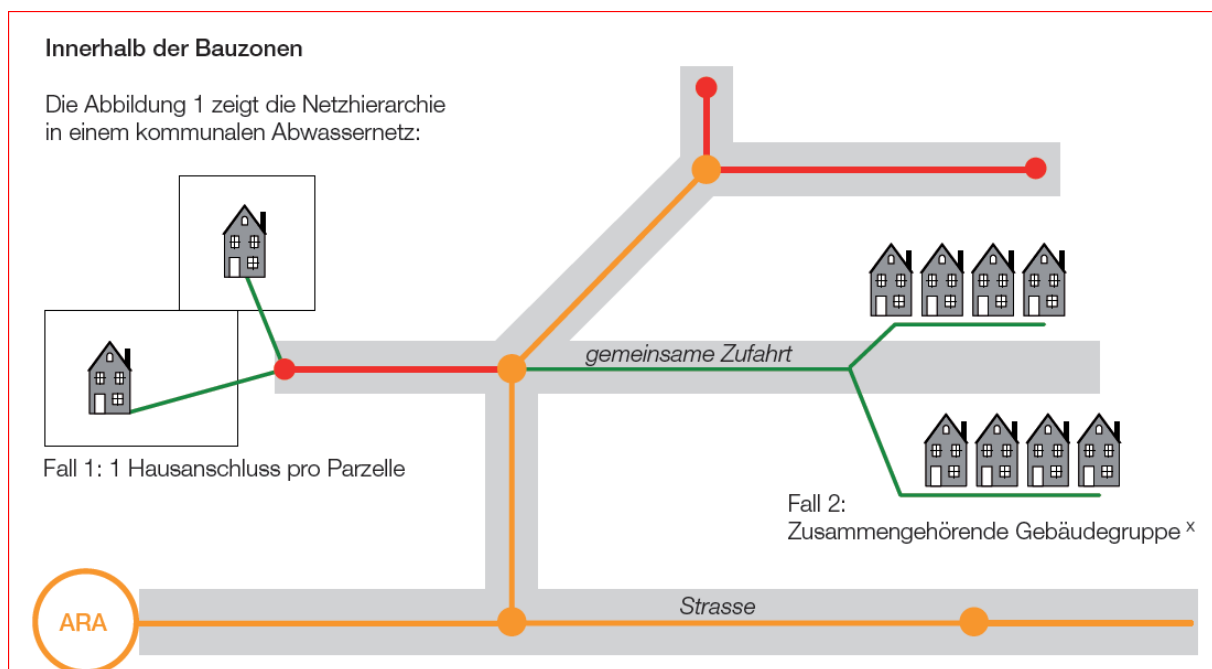 Innerhalb der Bauzonen
Die Abbildung 1 zeigt die Netzhierarchie
in einem kommunalen Abwassernetz:
gemeinsame Zufahrt
Fall 1: 1 Hausanschluss pro Parzelle
Fall 2:
Zusammengehörende Gebäudegruppe x
Strasse
ARA